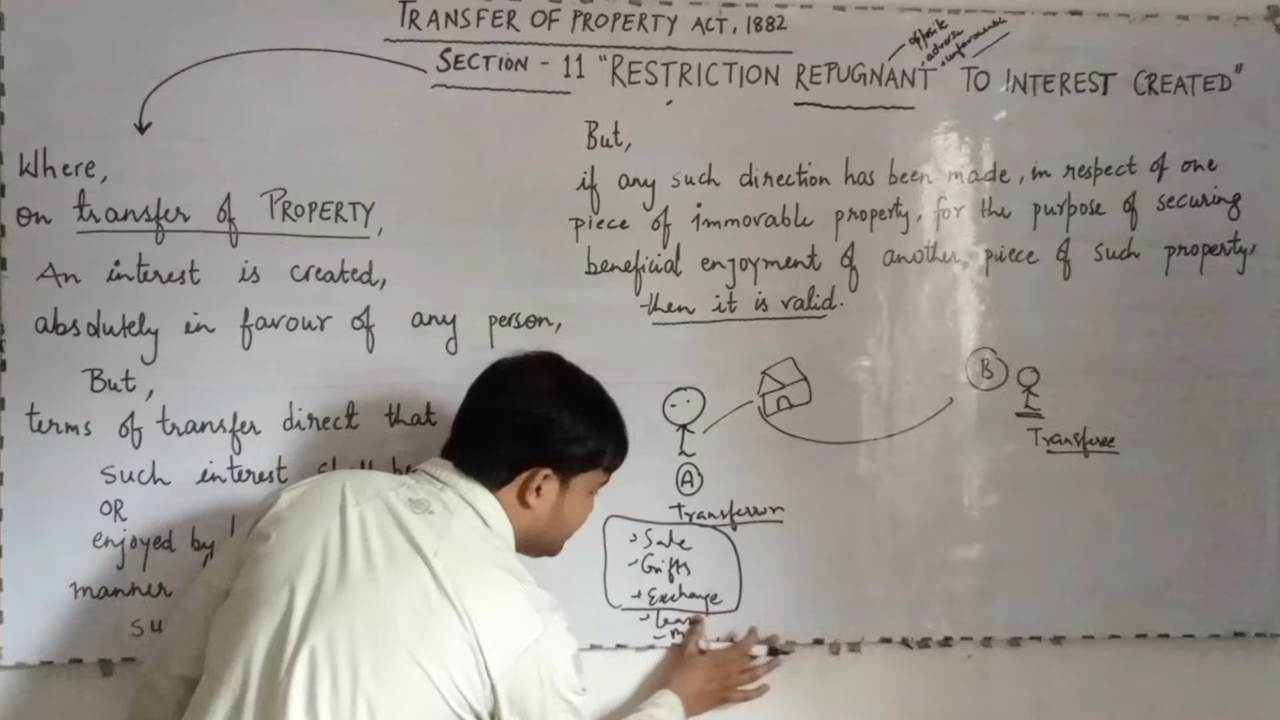 TRANSFER OF PROPERTY ACT, 1882
SECTION - 11 "RESTRICTION REPUGNANT TO INTEREST CREATED"
adverse
Where,
on transfer of PROPERTY,
An interest is created,
absolutely in favour of any person,
But,
terms of transfer direct that
such interest
OR
enjoyed by
manner
But,
if any such direction has been made, in respect of one
piece of immovable property, for the purpose of securing
beneficial enjoyment of another piece of such property,
then it is valid.
B
Transferee
A
Transferror
Sale
Gifts
Exchange